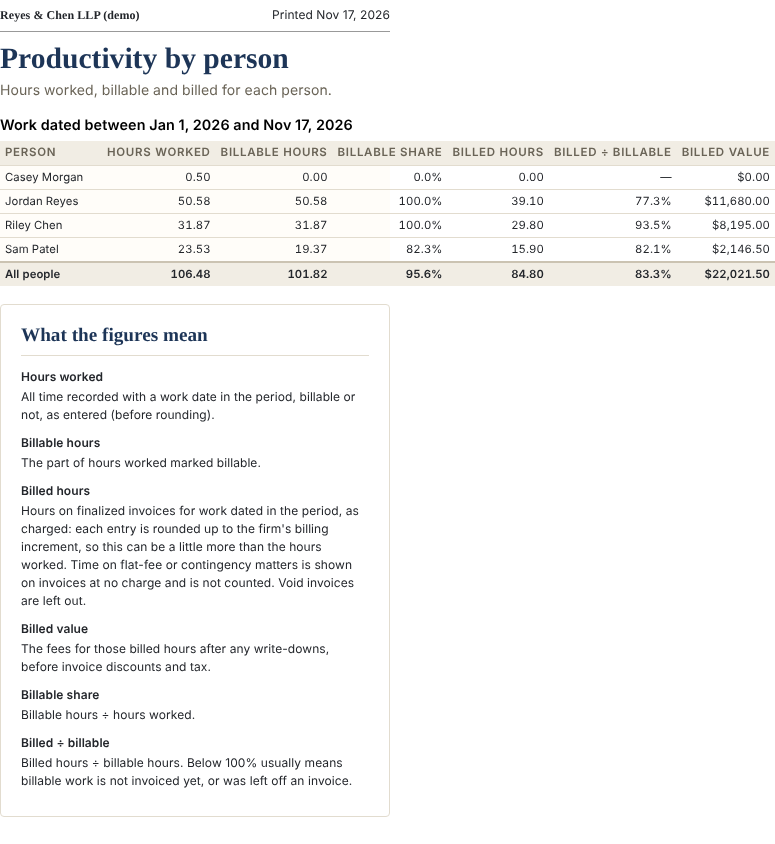 Reyes & Chen LLP (demo) Printed Nov 17, 2026
Productivity by person
Hours worked, billable and billed for each person.
Work dated between Jan 1, 2026 and Nov 17, 2026
PERSON HOURS WORKED BILLABLE HOURS BILLABLE SHARE BILLED HOURS BILLED ÷ BILLABLE BILLED VALUE
Casey Morgan 0.50 0.00 0.0% 0.00 — $0.00
Jordan Reyes 50.58 50.58 100.0% 39.10 77.3% $11,680.00
Riley Chen 31.87 31.87 100.0% 29.80 93.5% $8,195.00
Sam Patel 23.53 19.37 82.3% 15.90 82.1% $2,146.50
All people 106.48 101.82 95.6% 84.80 83.3% $22,021.50
What the figures mean
Hours worked
All time recorded with a work date in the period, billable or
not, as entered (before rounding).
Billable hours
The part of hours worked marked billable.
Billed hours
Hours on finalized invoices for work dated in the period, as
charged: each entry is rounded up to the firm's billing
increment, so this can be a little more than the hours
worked. Time on flat-fee or contingency matters is shown
on invoices at no charge and is not counted. Void invoices
are left out.
Billed value
The fees for those billed hours after any write-downs,
before invoice discounts and tax.
Billable share
Billable hours ÷ hours worked.
Billed ÷ billable
Billed hours ÷ billable hours. Below 100% usually means
billable work is not invoiced yet, or was left off an invoice.